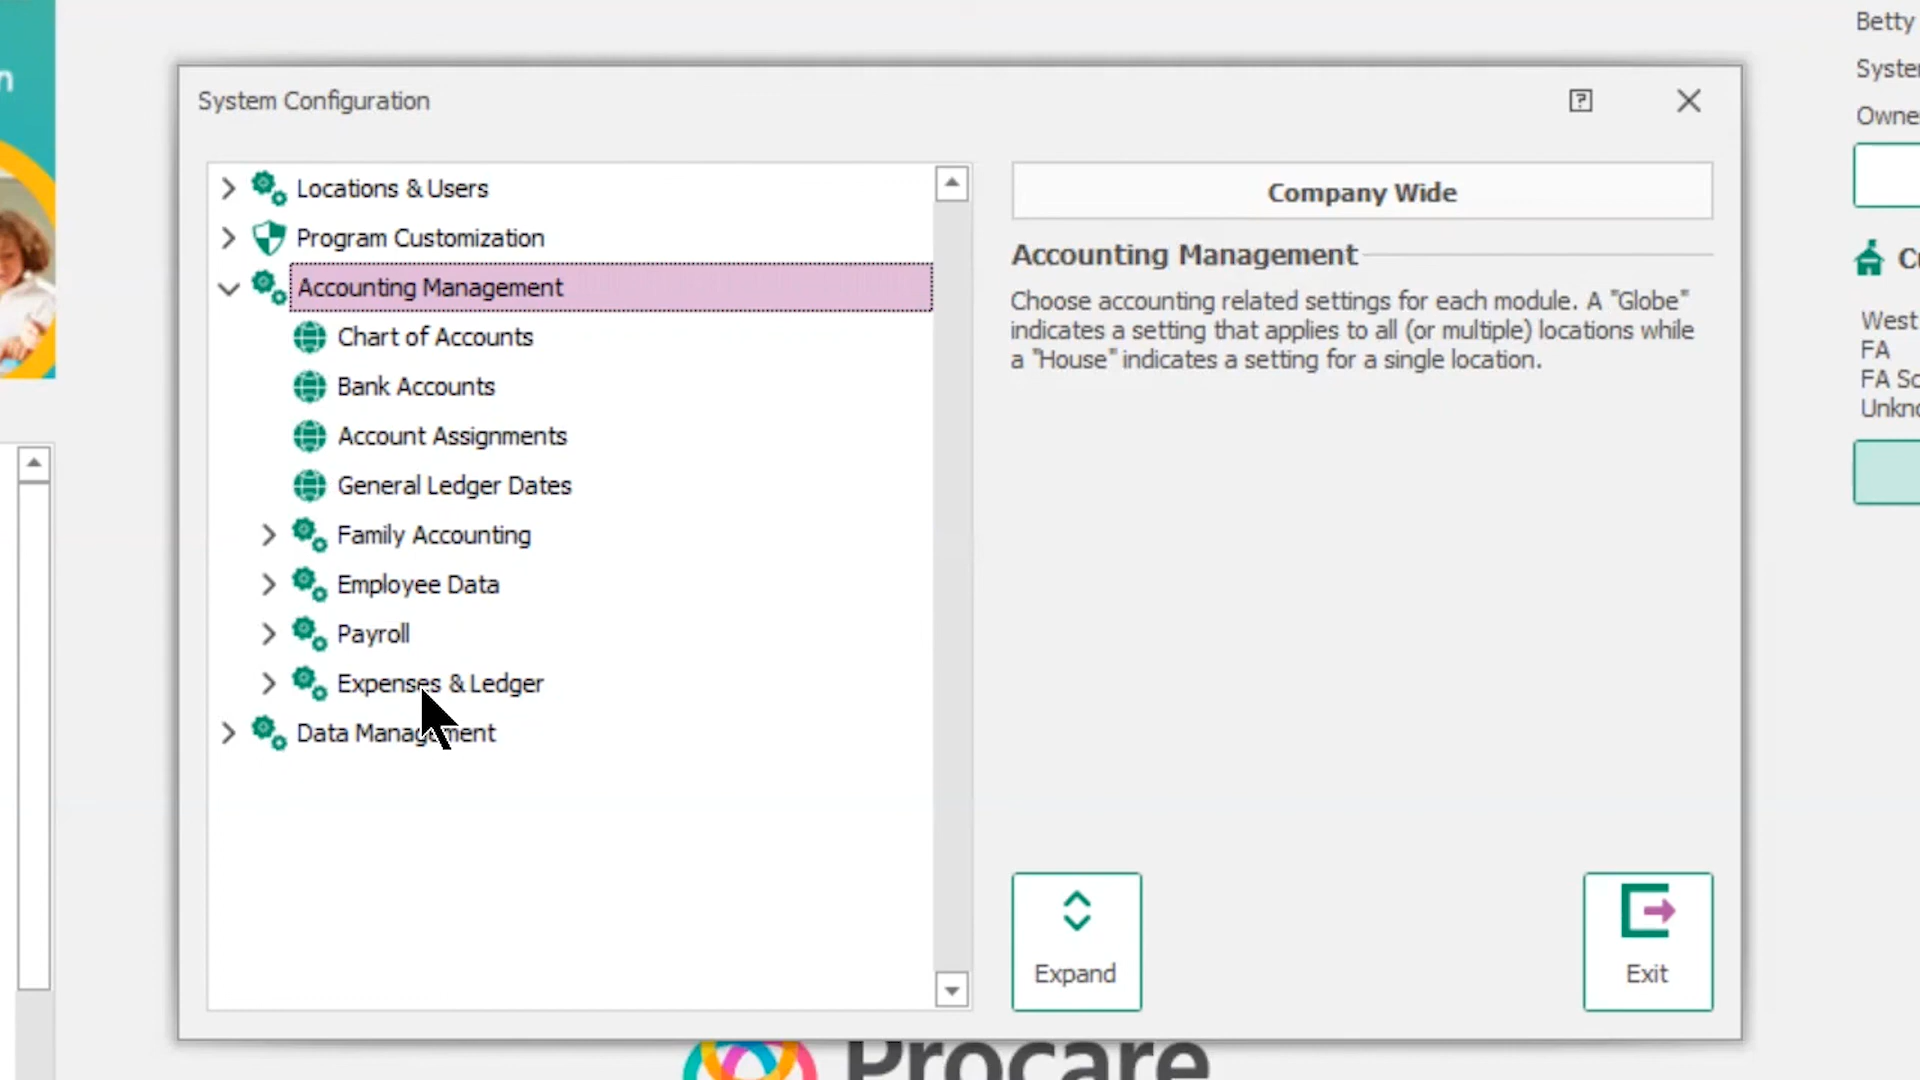 n
Betty
System Configuration
Locations & Users
Program Customization
Accounting Management
Chart of Accounts
Bank Accounts
Account Assignments
General Ledger Dates
Family Accounting
Employee Data
Payroll
Expenses & Ledger
Data Management
Company Wide
Accounting Management
Choose accounting related settings for each module. A "Globe"
indicates a setting that applies to all (or multiple) locations while
a "House" indicates a setting for a single location.
Expand
Exit
West
FA
Procare